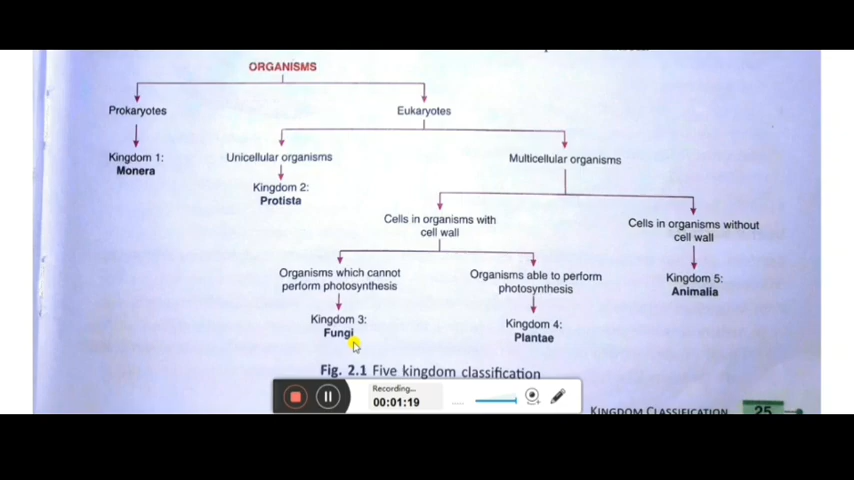 ORGANISMS
Prokaryotes
Eukaryotes
Kingdom 1:
Monera
Unicellular organisms
Multicellular organisms
Kingdom 2:
Protista
Cells in organisms with
cell wall
Cells in organisms without
cell wall
Organisms which cannot
perform photosynthesis
Organisms able to perform
photosynthesis
Kingdom 5:
Animalia
Kingdom 3:
Fungi
Kingdom 4:
Plantae
Fig. 2.1 Five kingdom classification
Recording...
00:01:19
KINGDOM CLASSIFICATION 25